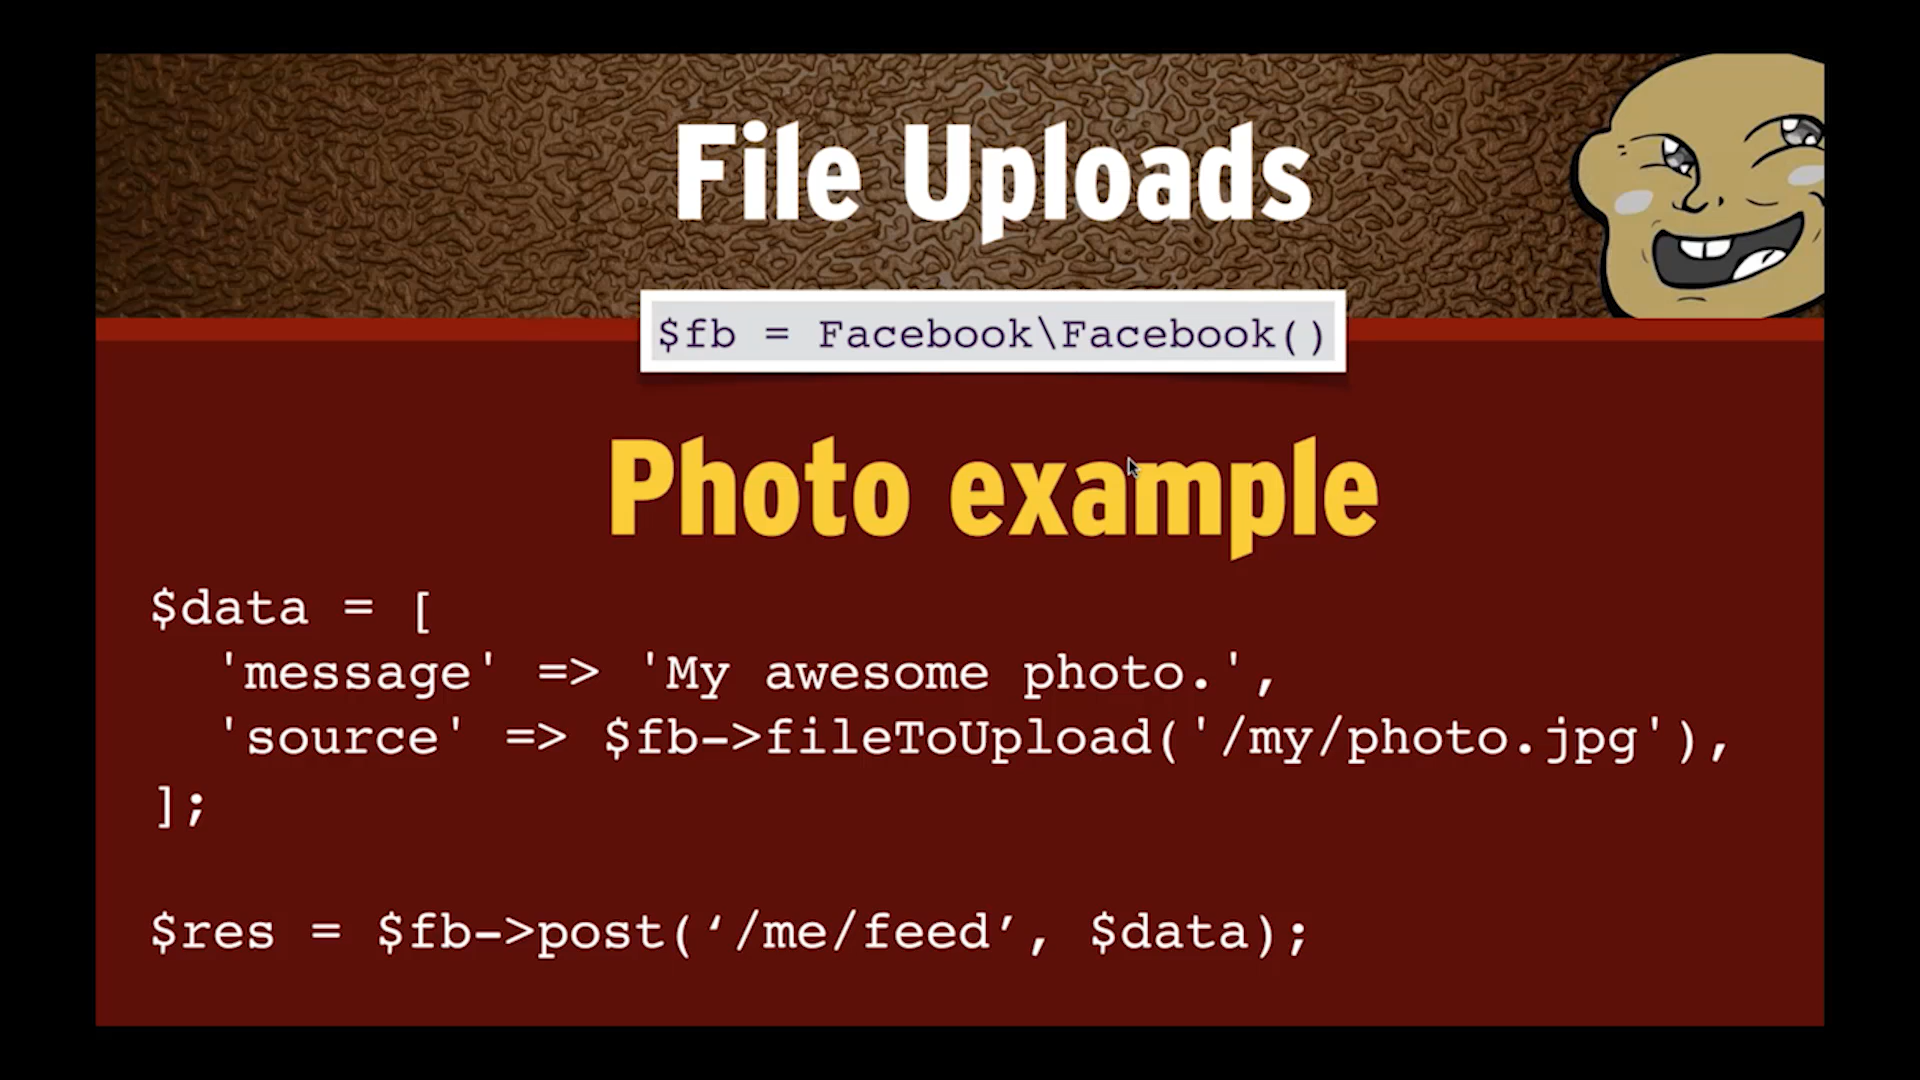 File Uploads
$fb = Facebook\Facebook()
Photo example
$data = [
  'message' => 'My awesome photo.',
  'source' => $fb->fileToUpload('/my/photo.jpg'),
];
$res = $fb->post(‘/me/feed’, $data);